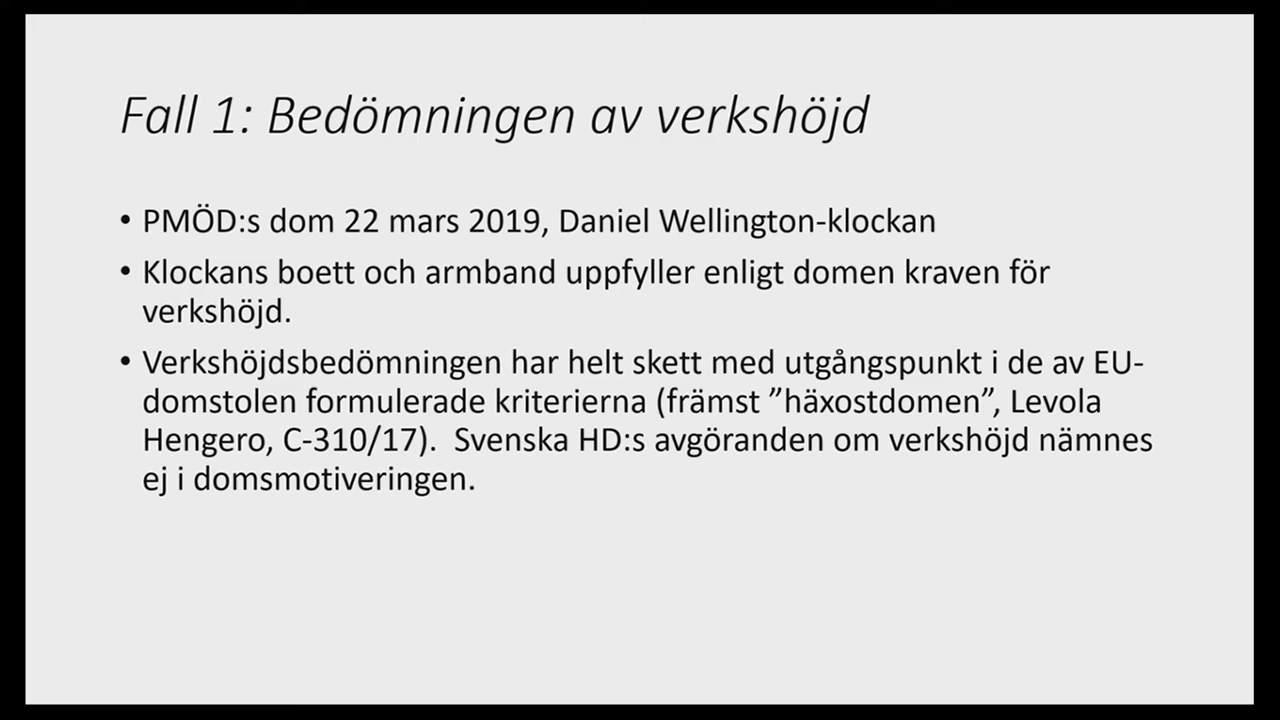 Fall 1: Bedömningen av verkshöjd
• PMÖD:s dom 22 mars 2019, Daniel Wellington-klockan
• Klockans boett och armband uppfyller enligt domen kraven för
verkshöjd.
• Verkshöjdsbedömningen har helt skett med utgångspunkt i de av EU-
domstolen formulerade kriterierna (främst ”häxostdomen”, Levola
Hengero, C-310/17).  Svenska HD:s avgöranden om verkshöjd nämnes
ej i domsmotiveringen.